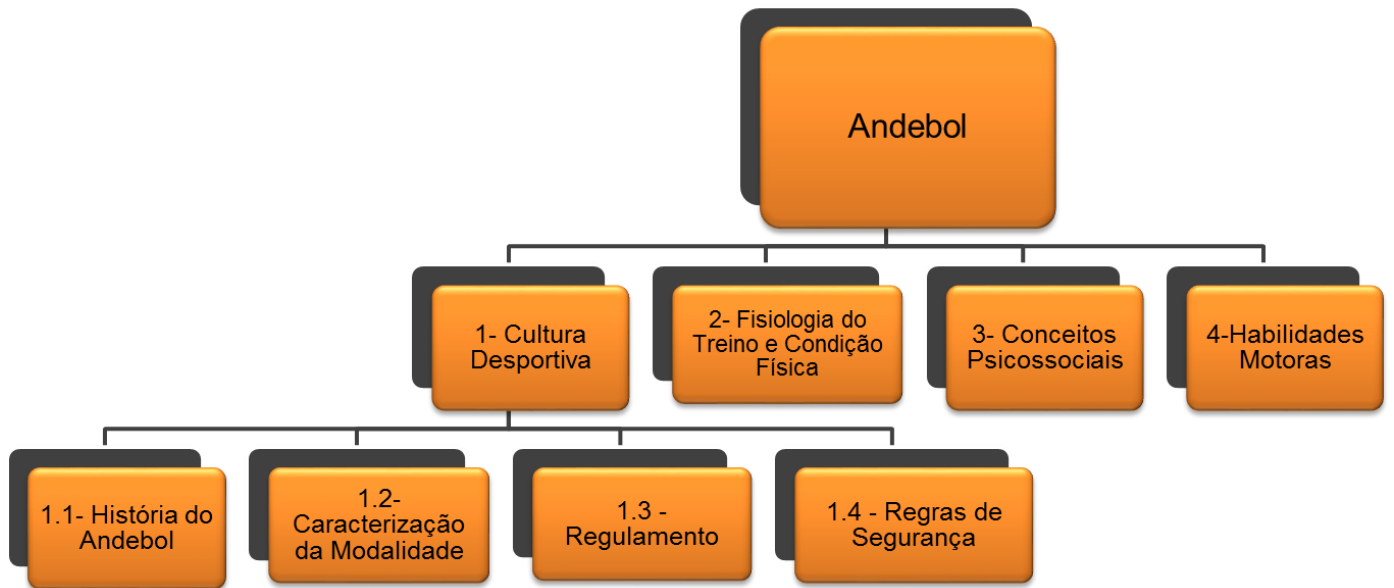 Andebol
1- Cultura
Desportiva
2- Fisiologia do
Treino e Condição
Física
3- Conceitos
Psicossociais
4-Habilidades
Motoras
1.1- História do
Andebol
1.2-
Caracterização
da Modalidade
1.3 -
Regulamento
1.4 - Regras de
Segurança